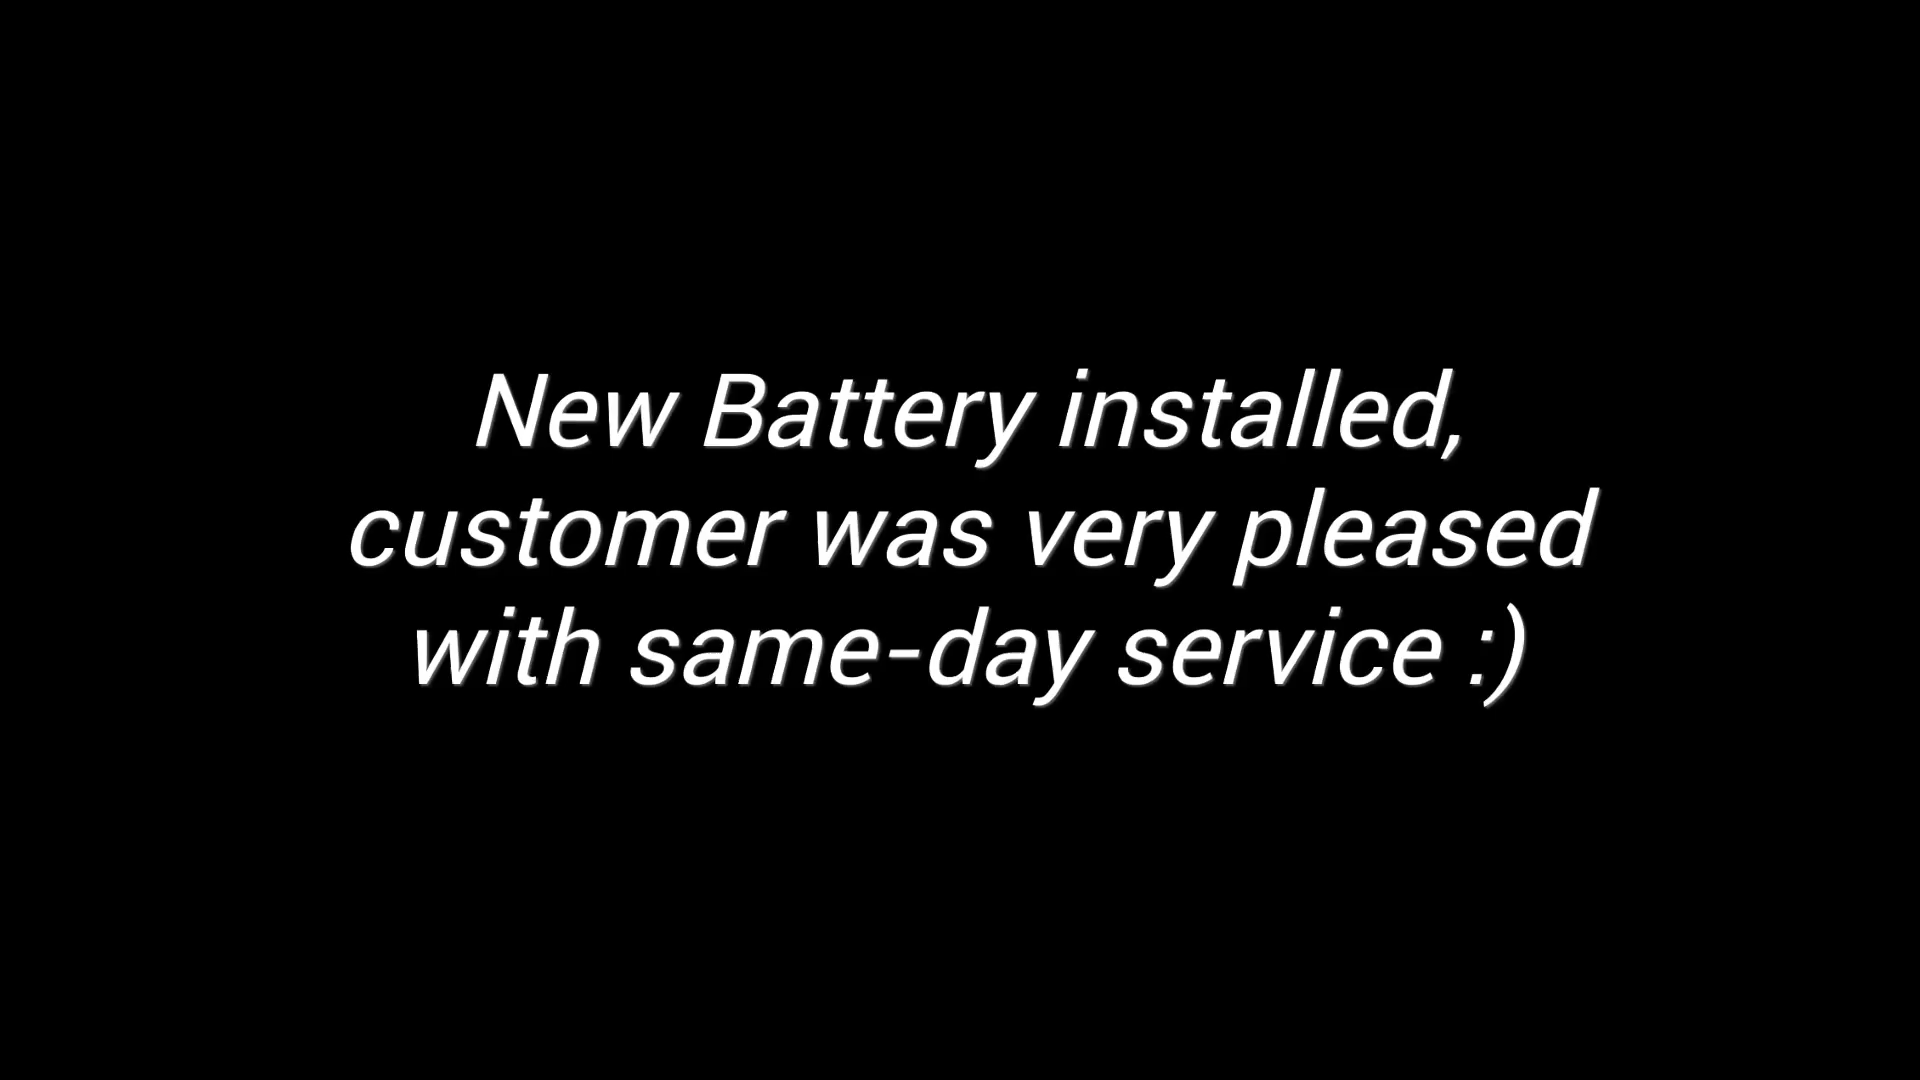 New Battery installed,
customer was very pleased
with same-day service :)